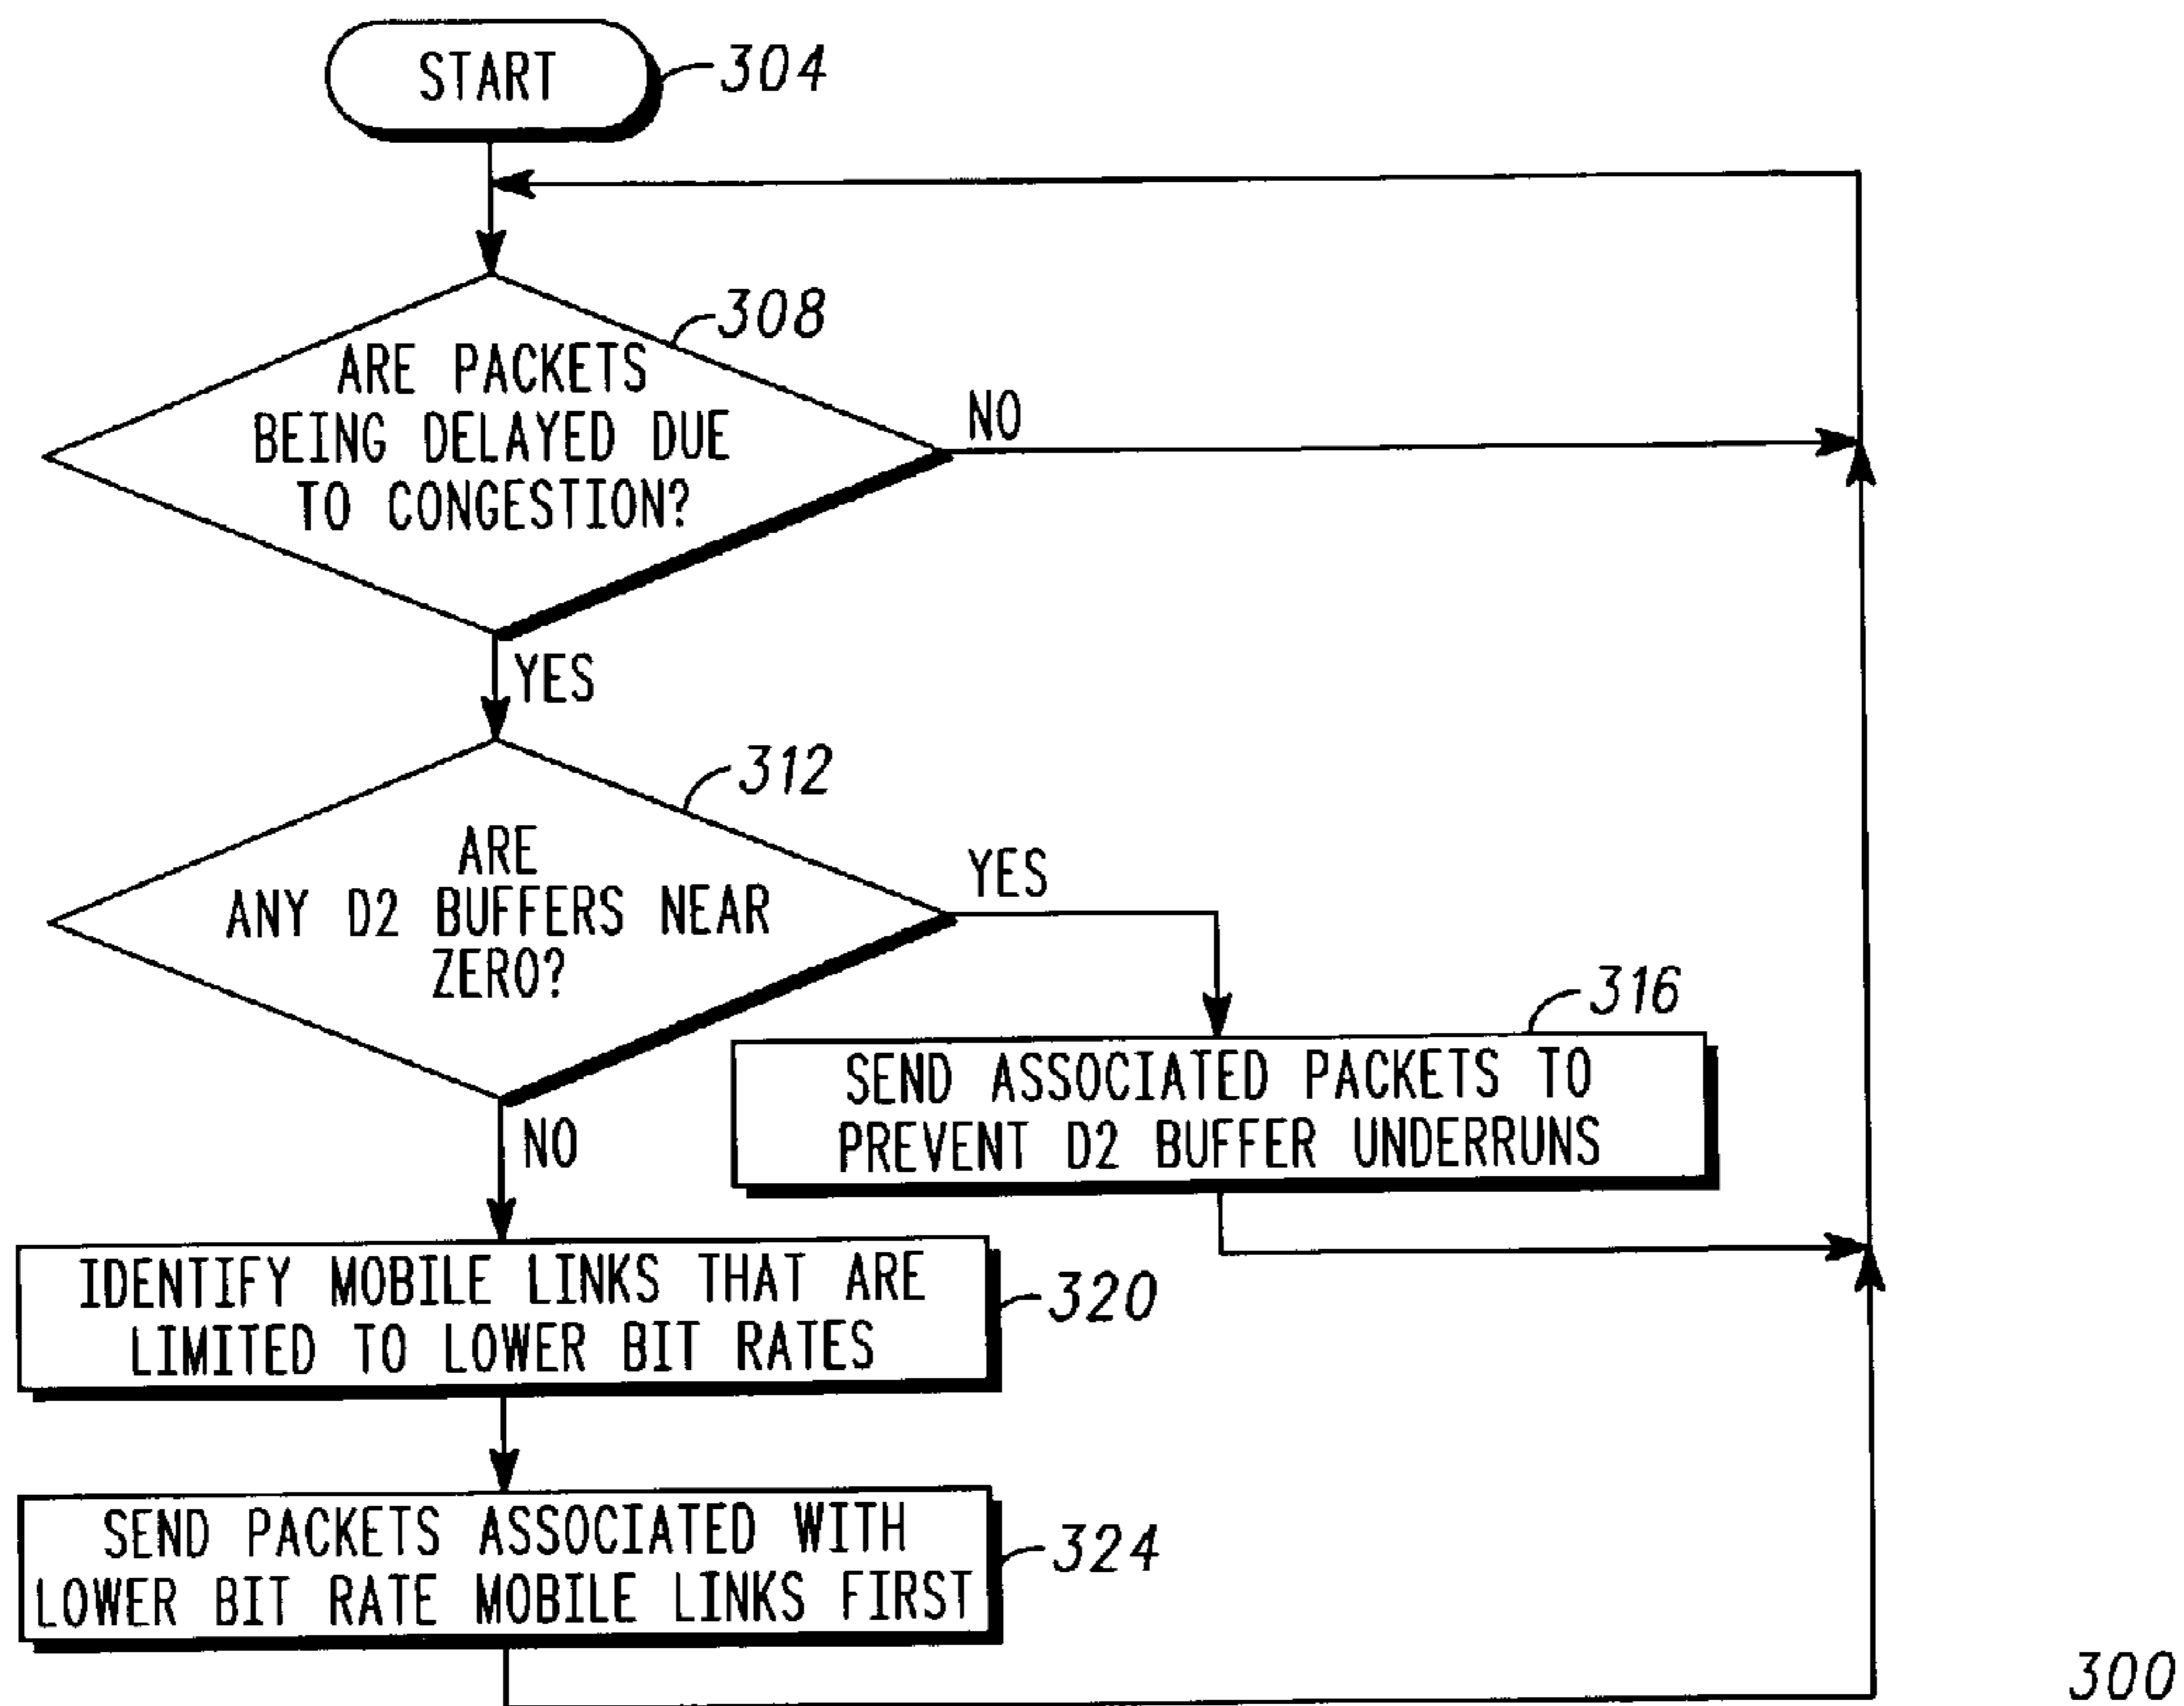 START
304
308
ARE PACKETS
BEING DELAYED DUE
TO CONGESTION?
NO
YES
312
ARE
ANY D2 BUFFERS NEAR
ZERO?
YES
316
SEND ASSOCIATED PACKETS TO
PREVENT D2 BUFFER UNDERRUNS
NO
IDENTIFY MOBILE LINKS THAT ARE
LIMITED TO LOWER BIT RATES
320
SEND PACKETS ASSOCIATED WITH
LOWER BIT RATE MOBILE LINKS FIRST
324
300